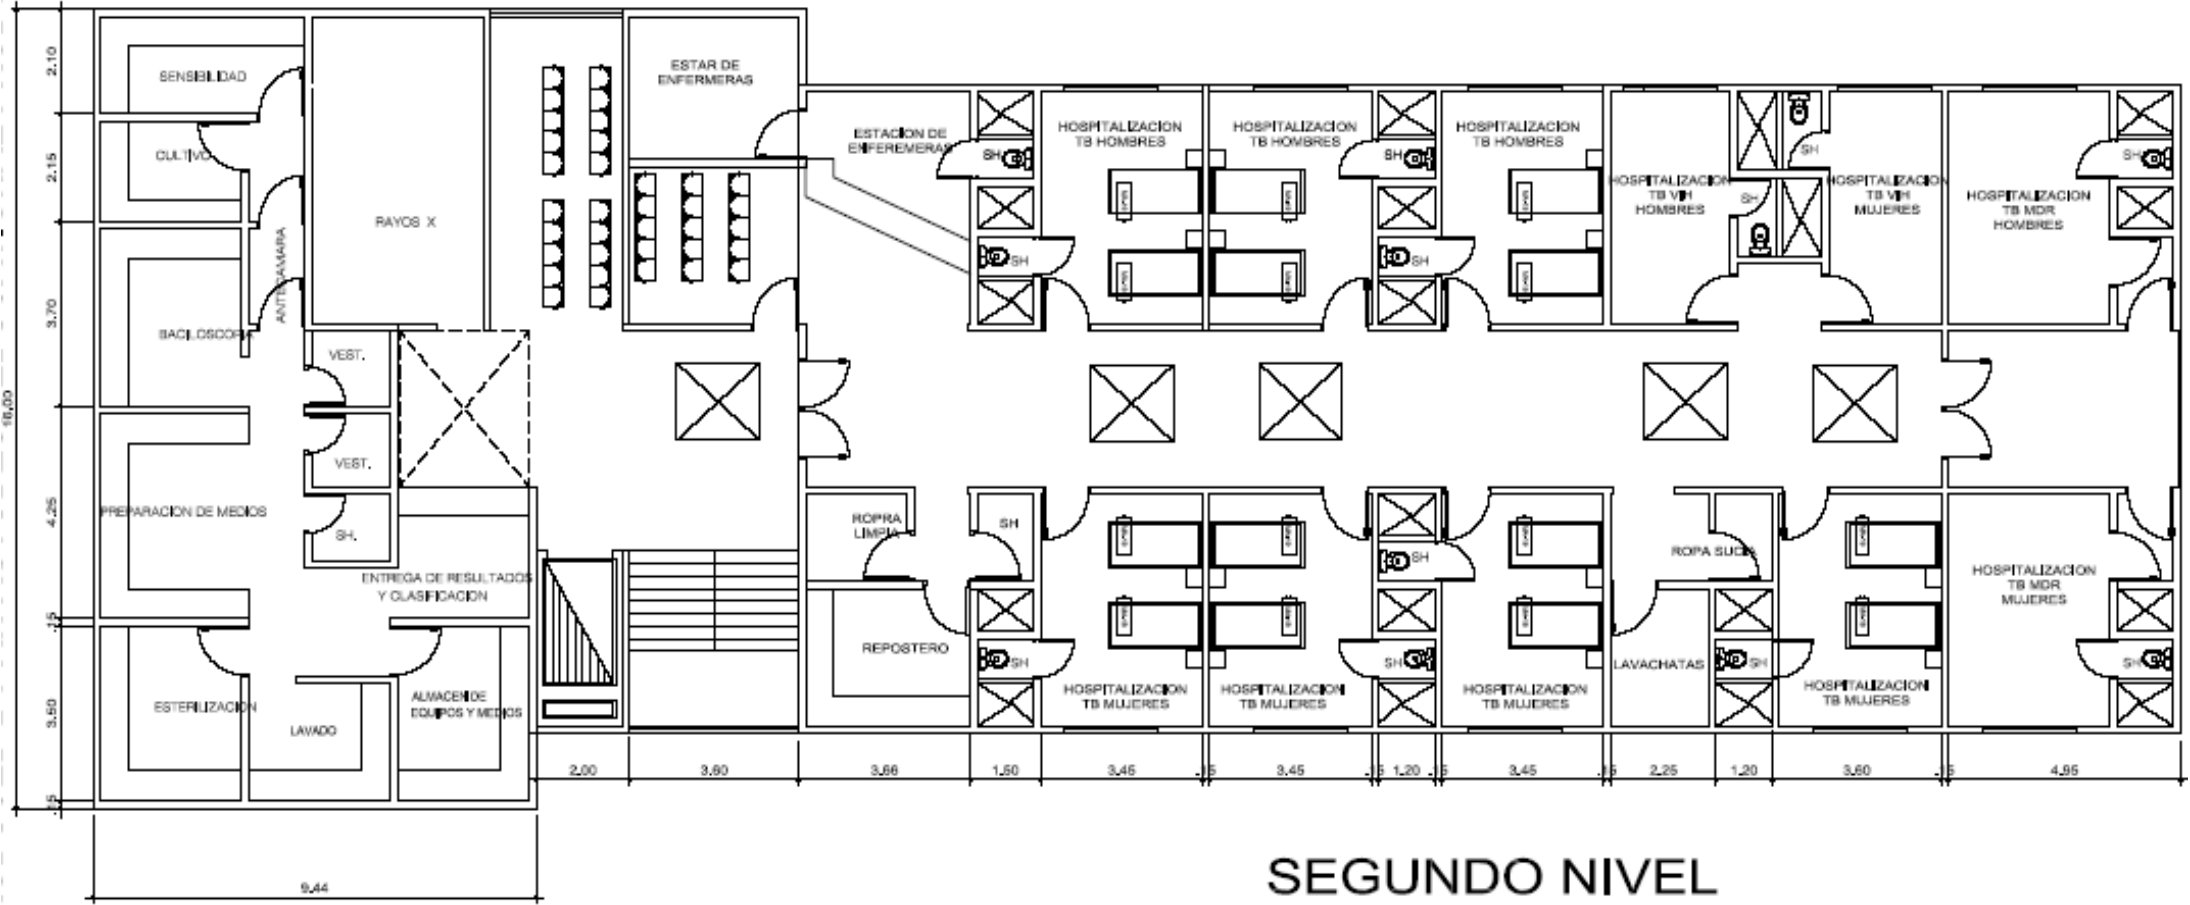 SENSIBILIDAD
CULTIVO
ANTECAMARA
BACILOSCOPIA
PREPARACION DE MEDIOS
ESTERILIZACION
LAVADO
ALMACEN DE
EQUIPOS Y MEDIOS
RAYOS X
VEST.
VEST.
SH.
ENTREGA DE RESULTADOS
Y CLASIFICACION
ESTAR DE
ENFERMERAS
ESTACION DE
ENFEREMERAS
SH
SH
HOSPITALIZACION
TB HOMBRES
HOSPITALIZACION
TB HOMBRES
SH
SH
HOSPITALIZACION
TB HOMBRES
HOSPITALIZACION
TB VIH
HOMBRES
SH
SH
HOSPITALIZACION
TB VIH
MUJERES
HOSPITALIZACION
TB MDR
HOMBRES
SH
ROPRA
LIMPIA
SH
REPOSTERO
SH
HOSPITALIZACION
TB MUJERES
HOSPITALIZACION
TB MUJERES
SH
SH
HOSPITALIZACION
TB MUJERES
ROPA SUCIA
LAVACHATAS
SH
HOSPITALIZACION
TB MUJERES
HOSPITALIZACION
TB MDR
MUJERES
SH
2.10
2.15
3.70
4.25
.15
3.50
.15
16.00
9.44
2.00
3.60
3.66
1.50
3.45
.15
3.45
.15
1.20
.15
3.45
.15
2.25
1.20
3.60
.15
4.95
SEGUNDO NIVEL